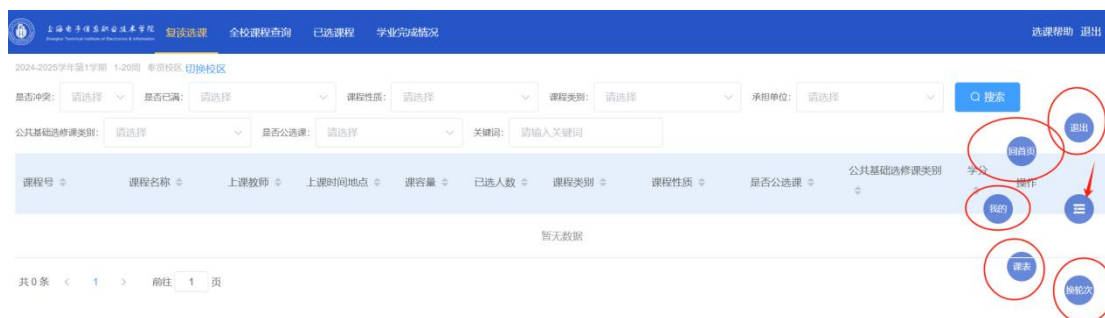 上海电子信息职业技术学院 复读选课 全校课程查询 已选课程 学业完成情况 选课帮助 退出
Shanghai Technical Institute of Electronics & Information
2024-2025学年第1学期 1-20周 奉贤校区 切换校区
是否冲突: 请选择 是否已满: 请选择 课程性质: 请选择 课程类别: 请选择 承担单位: 请选择 搜索
公共基础选修课类别: 请选择 是否公选课: 请选择 关键词: 请输入关键词
退出
回首页
课程号 课程名称 上课教师 上课时间地点 课容量 已选人数 课程类别 课程性质 是否公选课 公共基础选修课类别 学分 操作
我的
暂无数据
课表
共 0 条 < 1 > 前往 1 页
换轮次